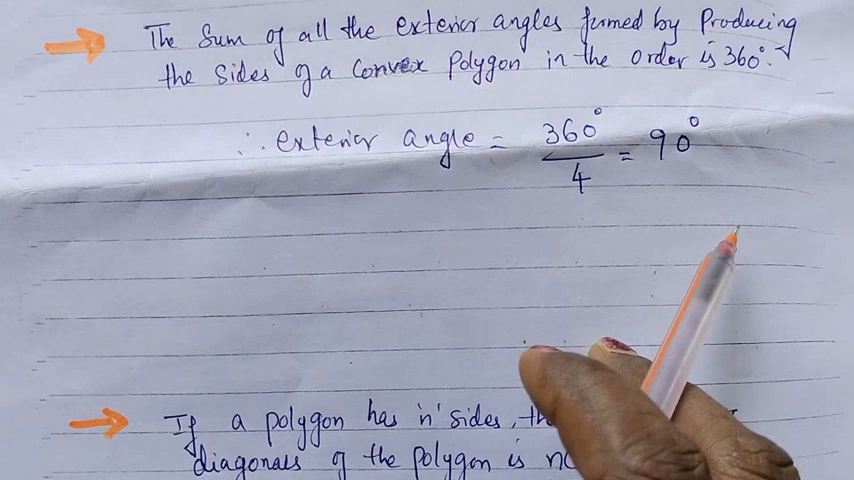 The Sum of all the exterior angles formed by Producing
the sides of a Convex Polygon in the order is 360°.
∴ exterior angle = 360° / 4 = 90°
If a polygon has 'n' sides,
diagonals of the polygon is